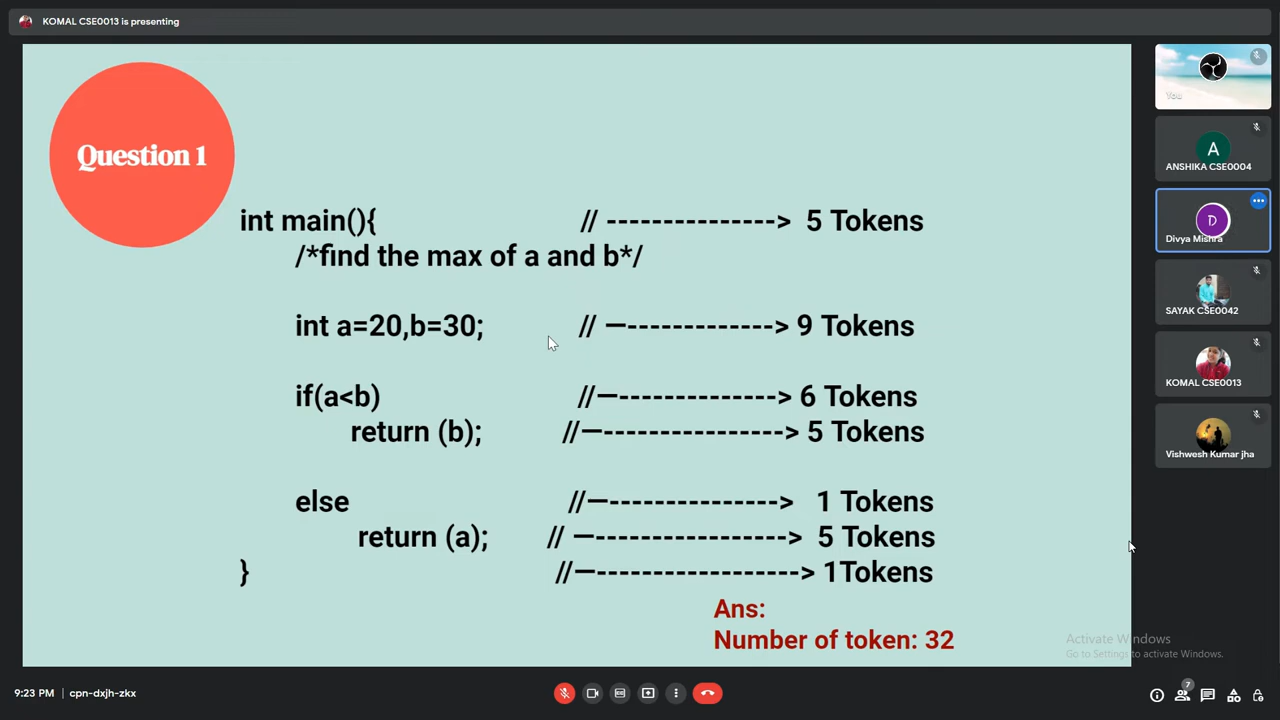 KOMAL CSE0013 is presenting
Question 1
int main(){ // ---------------> 5 Tokens
/*find the max of a and b*/
int a=20,b=30; // —-------------> 9 Tokens
if(a<b) //—--------------> 6 Tokens
return (b); //—----------------> 5 Tokens
else //—---------------> 1 Tokens
return (a); // —-----------------> 5 Tokens
} //—------------------> 1Tokens
Ans:
Number of token: 32
Activate Windows
Go to Settings to activate Windows.
You
A
ANSHIKA CSE0004
D
Divya Mishra
SAYAK CSE0042
KOMAL CSE0013
Vishwesh Kumar jha
9:23 PM | cpn-dxjh-zkx
7